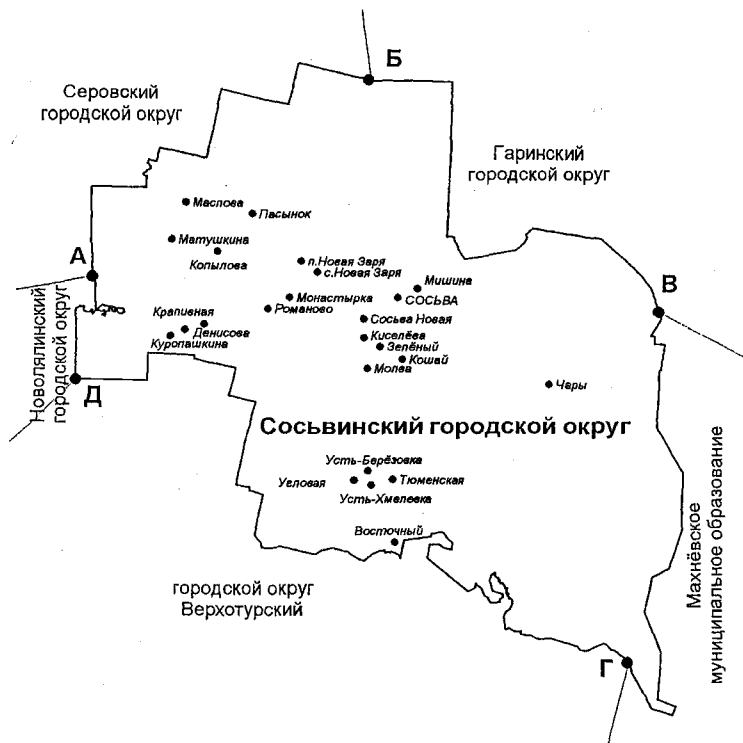 Б
Серовский
городской округ
Гаринский
городской округ
Маслова
Пасынок
Матушкина
Копылова
А
п.Новая Заря
с.Новая Заря
Мишина
СОСЬВА
В
Монастырка
Романово
Крапивная
Денисова
Куропашкина
Сосьва Новая
Киселёва
Зелёный
Кошай
Молва
Чары
Новолялинский
городской округ
Д
Сосьвинский городской округ
Усть-Берёзовка
Угловая
Тюменская
Усть-Хмелевка
Восточный
городской округ
Верхотурский
Махнёвское
муниципальное образование
Г